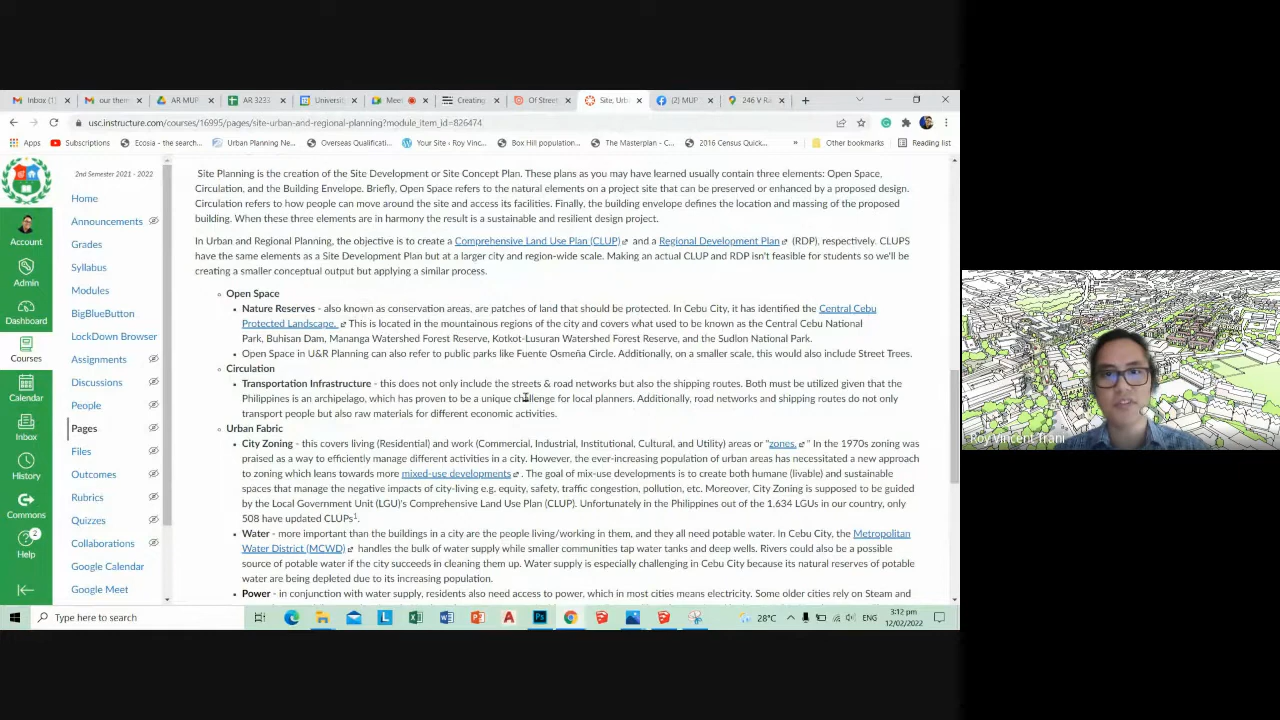 Inbox (1)
our them
AR MUP
AR 3233
Universit
Meet
Creating
Of Street
Site, Urb
(2) MUP
246 V Ra
usc.instructure.com/courses/16995/pages/site-urban-and-regional-planning?module_item_id=826474
Apps Subscriptions Ecosia - the search... Urban Planning Ne... Overseas Qualificati... Your Site ‹ Roy Vinc... Box Hill population... The Masterplan - C... 2016 Census Quick... » Other bookmarks Reading list
Account
Admin
Dashboard
Courses
Calendar
Inbox
History
Commons
2
Help
2nd Semester 2021 - 2022
Home
Announcements
Grades
Syllabus
Modules
BigBlueButton
LockDown Browser
Assignments
Discussions
People
Pages
Files
Outcomes
Rubrics
Quizzes
Collaborations
Google Calendar
Google Meet
Site Planning is the creation of the Site Development or Site Concept Plan. These plans as you may have learned usually contain three elements: Open Space,
Circulation, and the Building Envelope. Briefly, Open Space refers to the natural elements on a project site that can be preserved or enhanced by a proposed design.
Circulation refers to how people can move around the site and access its facilities. Finally, the building envelope defines the location and massing of the proposed
building. When these three elements are in harmony the result is a sustainable and resilient design project.
In Urban and Regional Planning, the objective is to create a Comprehensive Land Use Plan (CLUP) and a Regional Development Plan (RDP), respectively. CLUPS
have the same elements as a Site Development Plan but at a larger city and region-wide scale. Making an actual CLUP and RDP isn't feasible for students so we'll be
creating a smaller conceptual output but applying a similar process.
Open Space
Nature Reserves - also known as conservation areas, are patches of land that should be protected. In Cebu City, it has identified the Central Cebu
Protected Landscape. This is located in the mountainous regions of the city and covers what used to be known as the Central Cebu National
Park, Buhisan Dam, Mananga Watershed Forest Reserve, Kotkot-Lusuran Watershed Forest Reserve, and the Sudlon National Park.
Open Space in U&R Planning can also refer to public parks like Fuente Osmeña Circle. Additionally, on a smaller scale, this would also include Street Trees.
Circulation
Transportation Infrastructure - this does not only include the streets & road networks but also the shipping routes. Both must be utilized given that the
Philippines is an archipelago, which has proven to be a unique challenge for local planners. Additionally, road networks and shipping routes do not only
transport people but also raw materials for different economic activities.
Urban Fabric
City Zoning - this covers living (Residential) and work (Commercial, Industrial, Institutional, Cultural, and Utility) areas or "zones." In the 1970s zoning was
praised as a way to efficiently manage different activities in a city. However, the ever-increasing population of urban areas has necessitated a new approach
to zoning which leans towards more mixed-use developments. The goal of mix-use developments is to create both humane (livable) and sustainable
spaces that manage the negative impacts of city-living e.g. equity, safety, traffic congestion, pollution, etc. Moreover, City Zoning is supposed to be guided
by the Local Government Unit (LGU)'s Comprehensive Land Use Plan (CLUP). Unfortunately in the Philippines out of the 1.634 LGUs in our country, only
508 have updated CLUPs¹.
Water - more important than the buildings in a city are the people living/working in them, and they all need potable water. In Cebu City, the Metropolitan
Water District (MCWD) handles the bulk of water supply while smaller communities tap water tanks and deep wells. Rivers could also be a possible
source of potable water if the city succeeds in cleaning them up. Water supply is especially challenging in Cebu City because its natural reserves of potable
water are being depleted due to its increasing population.
Power - in conjunction with water supply, residents also need access to power, which in most cities means electricity. Some older cities rely on Steam and
Roy Vincent Trani
Type here to search
28°C
ENG
3:12 pm
12/02/2022